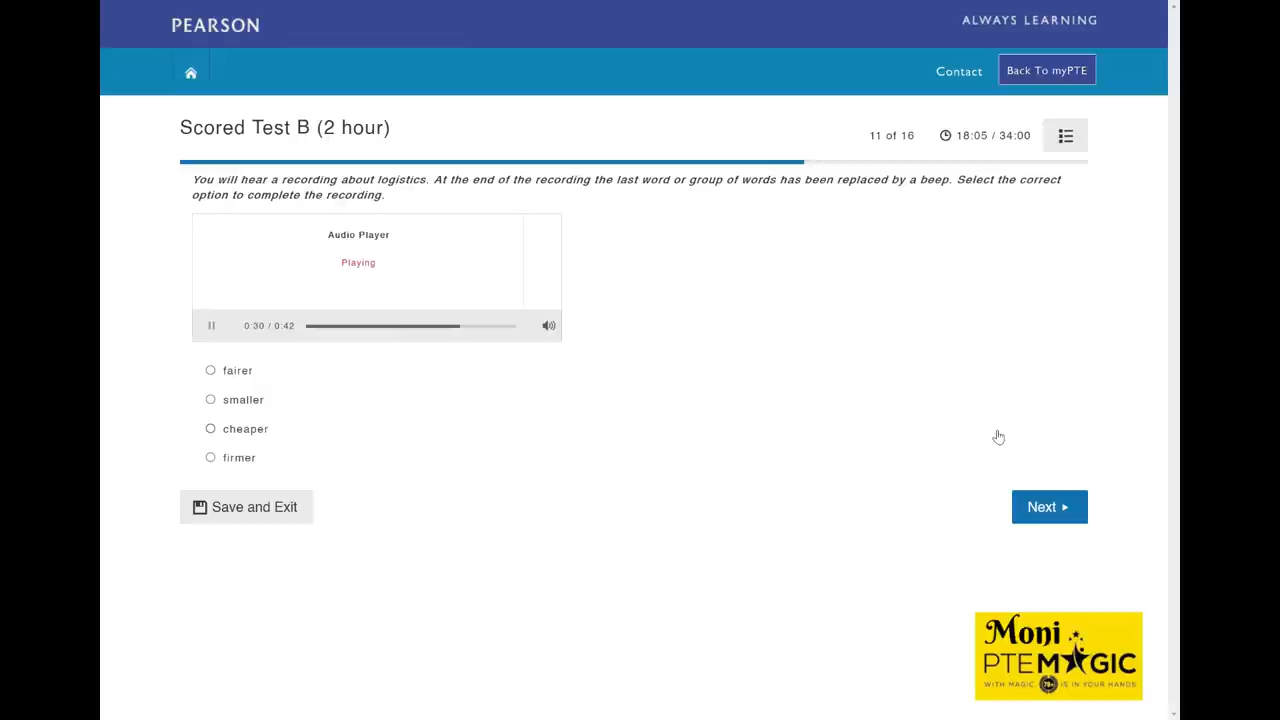 PEARSON
ALWAYS LEARNING
Contact
Back To myPTE
Scored Test B (2 hour)
11 of 16
18:05 / 34:00
You will hear a recording about logistics. At the end of the recording the last word or group of words has been replaced by a beep. Select the correct
option to complete the recording.
Audio Player
Playing
0:30 / 0:42
fairer
smaller
cheaper
firmer
Save and Exit
Next
Moni
PTEMAGIC
WITH MAGIC, 79+ IS IN YOUR HANDS